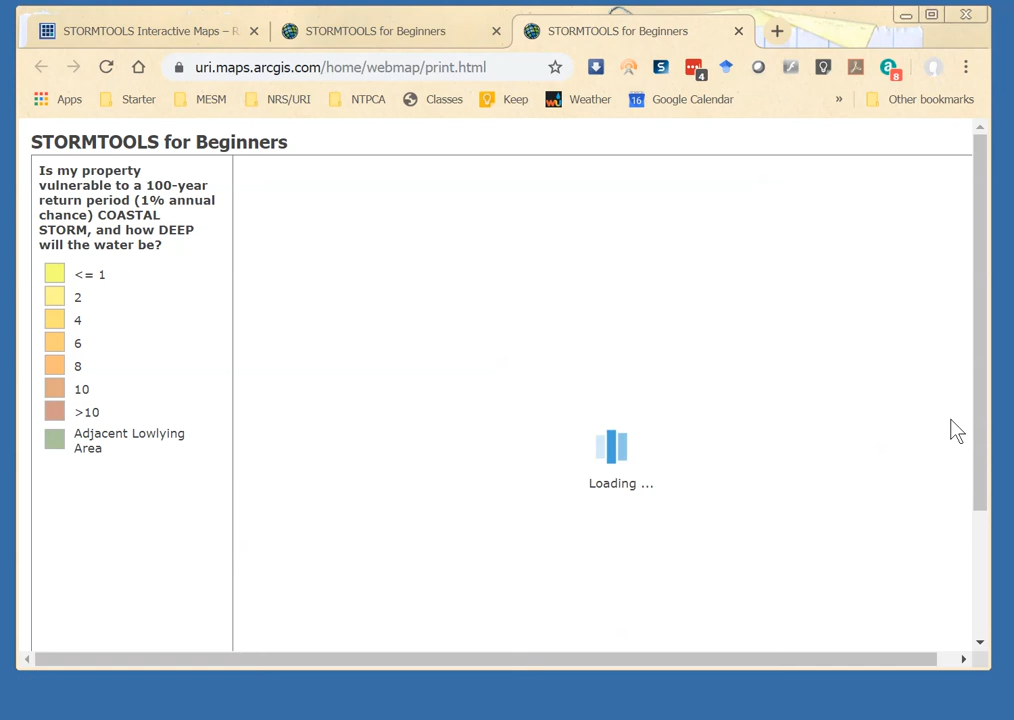 STORMTOOLS Interactive Maps – R
STORMTOOLS for Beginners
STORMTOOLS for Beginners
uri.maps.arcgis.com/home/webmap/print.html
4
8
Apps
Starter
MESM
NRS/URI
NTPCA
Classes
Keep
Weather
16
Google Calendar
»
Other bookmarks
STORMTOOLS for Beginners
Is my property
vulnerable to a 100-year
return period (1% annual
chance) COASTAL
STORM, and how DEEP
will the water be?
<= 1
2
4
6
8
10
>10
Adjacent Lowlying
Area
Loading ...